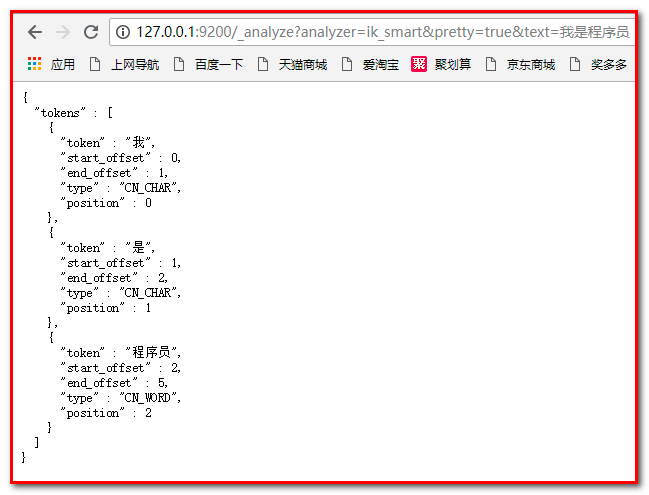 127.0.0.1:9200/_analyze?analyzer=ik_smart&pretty=true&text=我是程序员
应用 上网导航 百度一下 天猫商城 爱淘宝 聚 聚划算 京东商城 奖多多
{
  "tokens" : [
    {
      "token" : "我",
      "start_offset" : 0,
      "end_offset" : 1,
      "type" : "CN_CHAR",
      "position" : 0
    },
    {
      "token" : "是",
      "start_offset" : 1,
      "end_offset" : 2,
      "type" : "CN_CHAR",
      "position" : 1
    },
    {
      "token" : "程序员",
      "start_offset" : 2,
      "end_offset" : 5,
      "type" : "CN_WORD",
      "position" : 2
    }
  ]
}